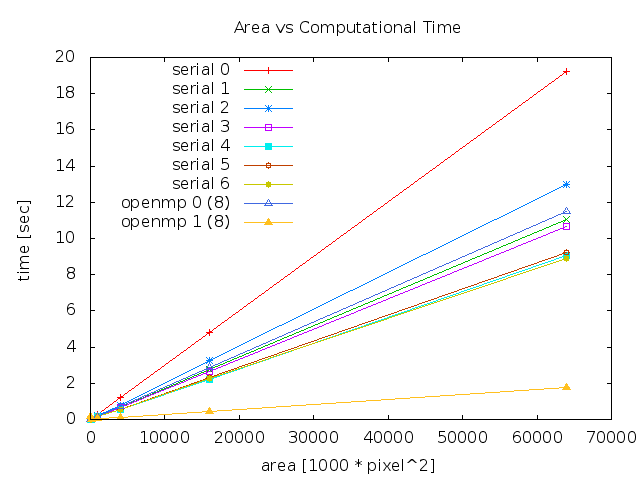 Area vs Computational Time
20
18
16
14
12
10
8
6
4
2
0
time [sec]
serial 0
serial 1
serial 2
serial 3
serial 4
serial 5
serial 6
openmp 0 (8)
openmp 1 (8)
0 10000 20000 30000 40000 50000 60000 70000
area [1000 * pixel^2]